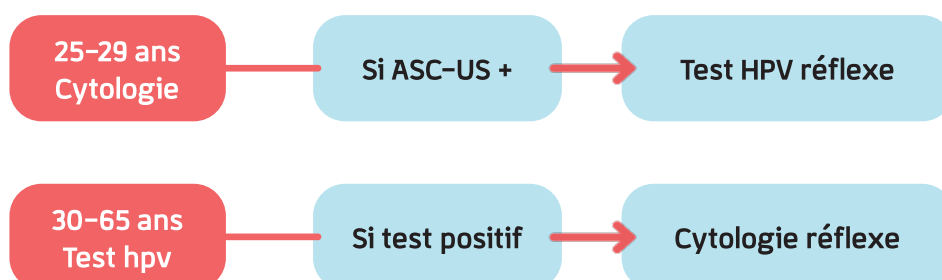 25-29 ans
Cytologie
Si ASC-US +
Test HPV réflexe
30-65 ans
Test hpv
Si test positif
Cytologie réflexe